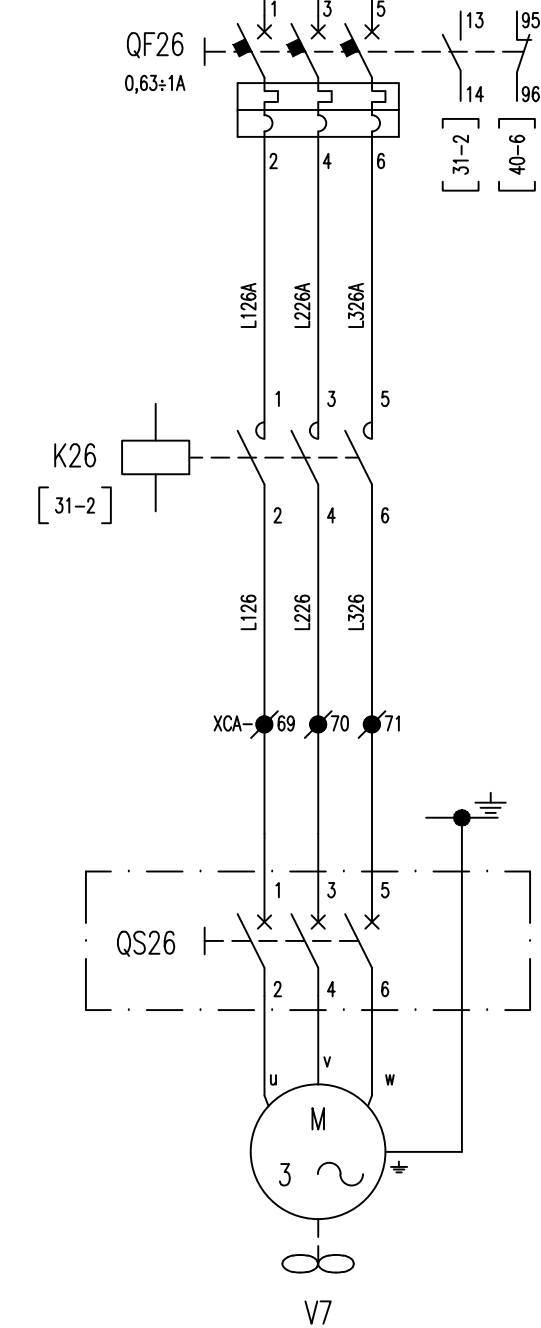 1 3 5 13 95
QF26
0,63÷1A
14 96
31-2 40-6
2 4 6
L126A L226A L326A
1 3 5
K26
31-2
2 4 6
L126 L226 L326
XCA- 69 70 71
1 3 5
QS26
2 4 6
u v w
M
3
V7